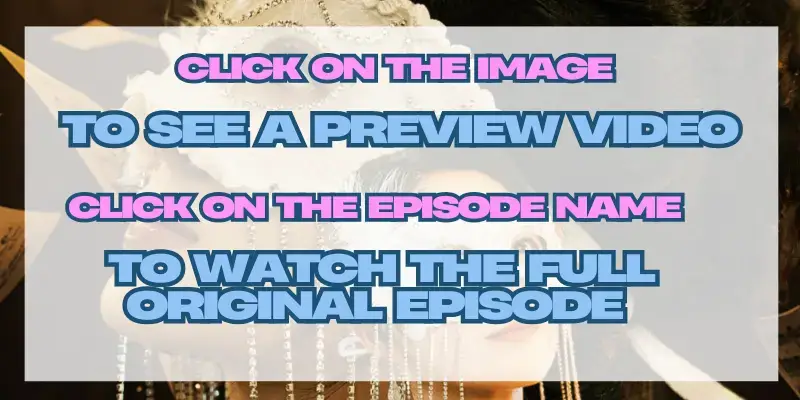 CLICK ON THE IMAGE
TO SEE A PREVIEW VIDEO
CLICK ON THE EPISODE NAME
TO WATCH THE FULL
ORIGINAL EPISODE